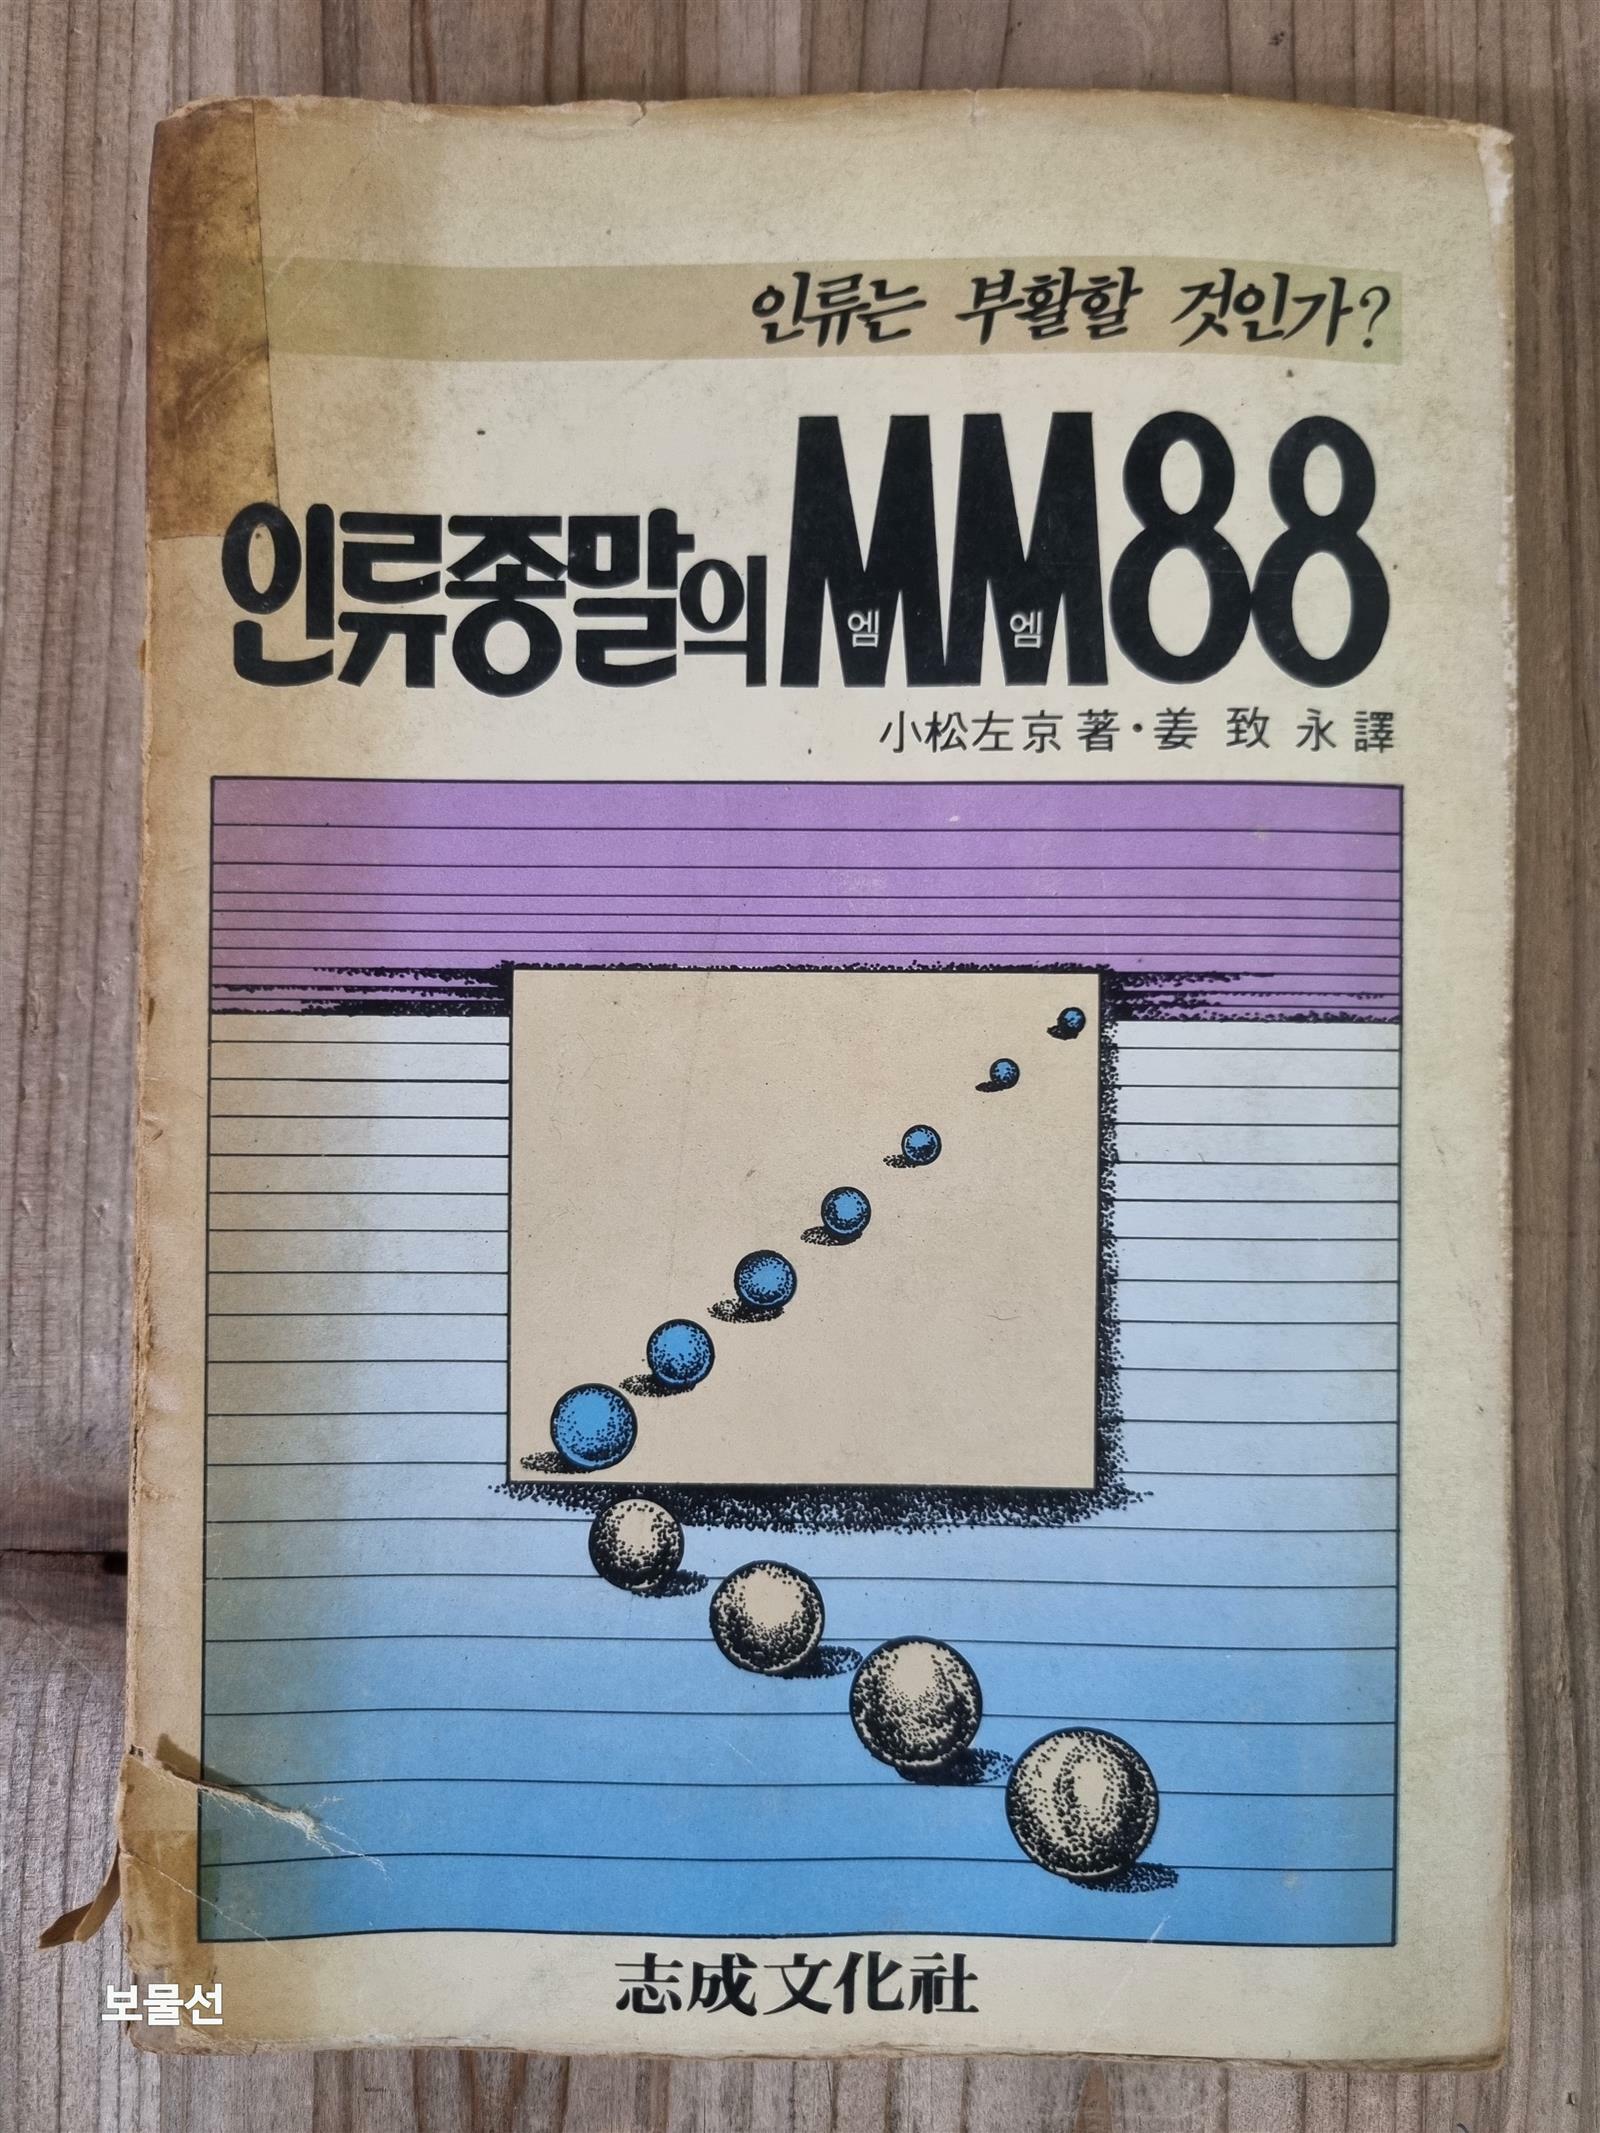 인류는 부활할 것인가?
인류종말의 MM88
엠 엠
小松左京 著·姜 致 永 譯
志成文化社
보물선